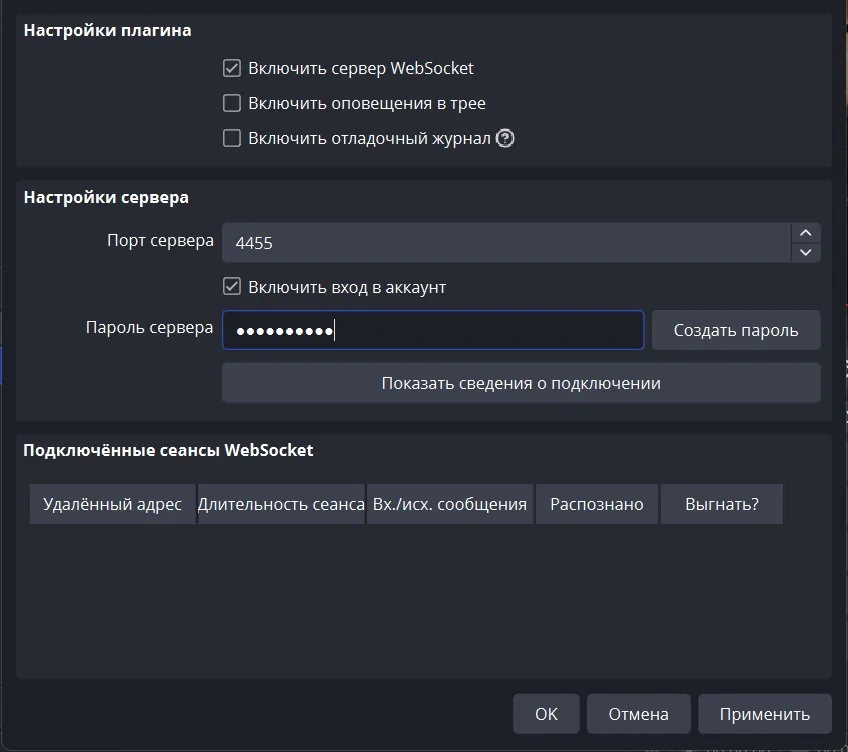 Настройки плагина
Включить сервер WebSocket
Включить оповещения в трее
Включить отладочный журнал ?
Настройки сервера
Порт сервера 4455
Включить вход в аккаунт
Пароль сервера ●●●●●●●●●● Создать пароль
Показать сведения о подключении
Подключённые сеансы WebSocket
Удалённый адрес Длительность сеанса Вх./исх. сообщения Распознано Выгнать?
OK Отмена Применить